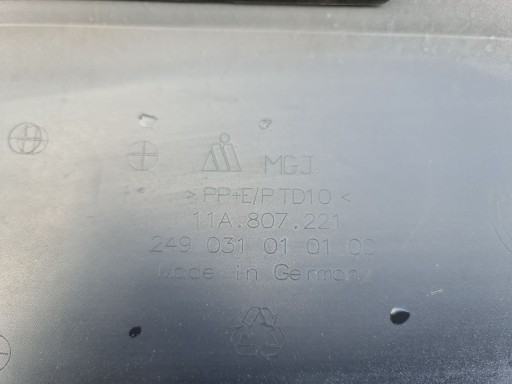 MGJ
>PP+E/P TD10<
11A.807.221
249 031 01 01 00
Made in Germany